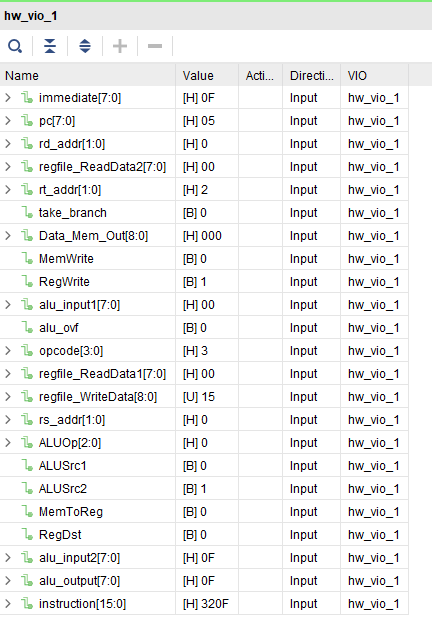 hw_vio_1
Name Value Acti... Directi... VIO
immediate[7:0] [H] 0F Input hw_vio_1
pc[7:0] [H] 05 Input hw_vio_1
rd_addr[1:0] [H] 0 Input hw_vio_1
regfile_ReadData2[7:0] [H] 00 Input hw_vio_1
rt_addr[1:0] [H] 2 Input hw_vio_1
take_branch [B] 0 Input hw_vio_1
Data_Mem_Out[8:0] [H] 000 Input hw_vio_1
MemWrite [B] 0 Input hw_vio_1
RegWrite [B] 1 Input hw_vio_1
alu_input1[7:0] [H] 00 Input hw_vio_1
alu_ovf [B] 0 Input hw_vio_1
opcode[3:0] [H] 3 Input hw_vio_1
regfile_ReadData1[7:0] [H] 00 Input hw_vio_1
regfile_WriteData[8:0] [U] 15 Input hw_vio_1
rs_addr[1:0] [H] 0 Input hw_vio_1
ALUOp[2:0] [H] 0 Input hw_vio_1
ALUSrc1 [B] 0 Input hw_vio_1
ALUSrc2 [B] 1 Input hw_vio_1
MemToReg [B] 0 Input hw_vio_1
RegDst [B] 0 Input hw_vio_1
alu_input2[7:0] [H] 0F Input hw_vio_1
alu_output[7:0] [H] 0F Input hw_vio_1
instruction[15:0] [H] 320F Input hw_vio_1